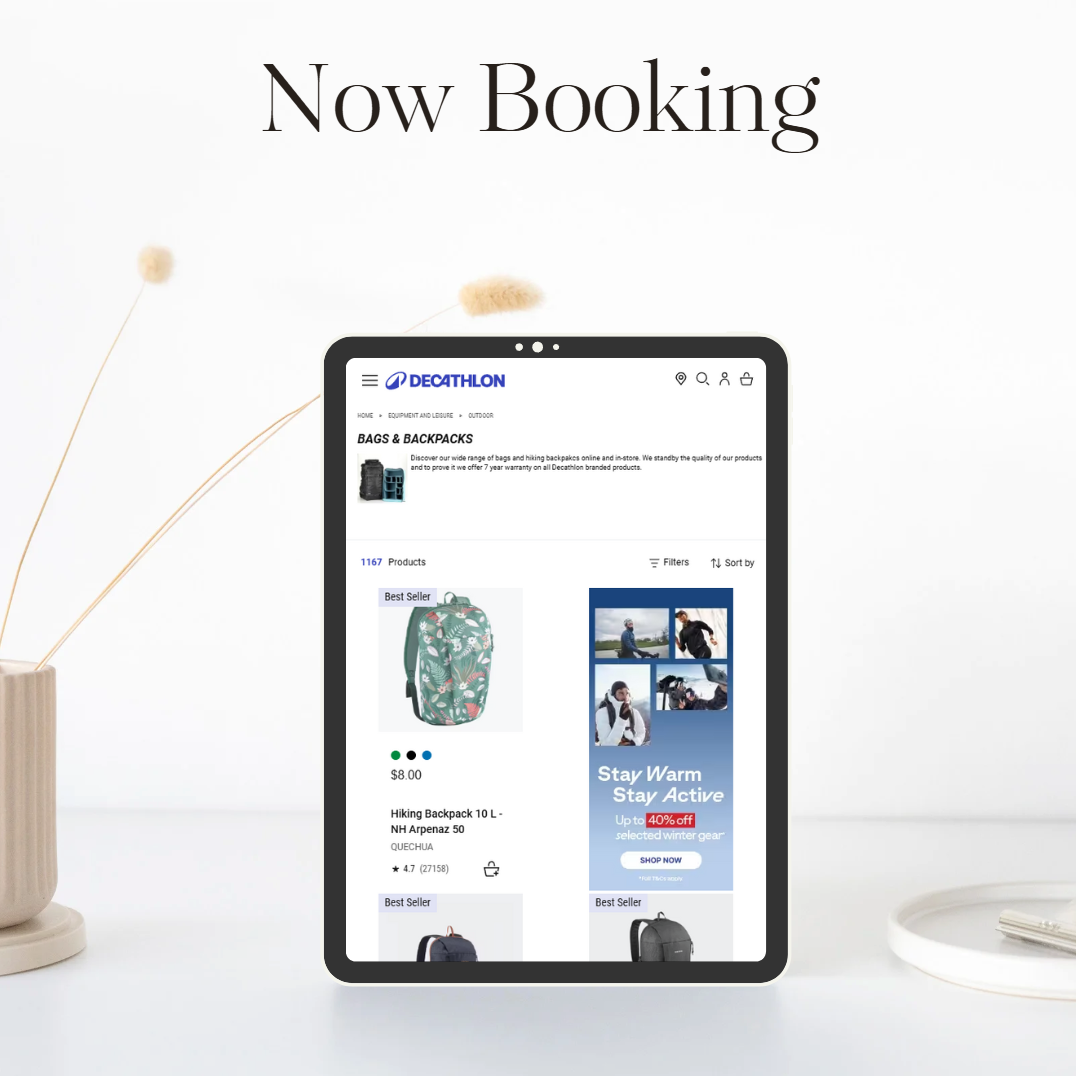 Now Booking
DECATHLON
HOME
EQUIPMENT AND LEISURE
OUTDOOR
BAGS & BACKPACKS
Discover our wide range of bags and hiking backpakcs online and in-store. We standby the quality of our products
and to prove it we offer 7 year warranty on all Decathlon branded products.
1167 Products
Filters
Sort by
Best Seller
$8.00
Hiking Backpack 10 L -
NH Arpenaz 50
QUECHUA
★ 4.7 (27158)
Stay Warm
Stay Active
Up to 40% off
selected winter gear*
SHOP NOW
Best Seller
Best Seller